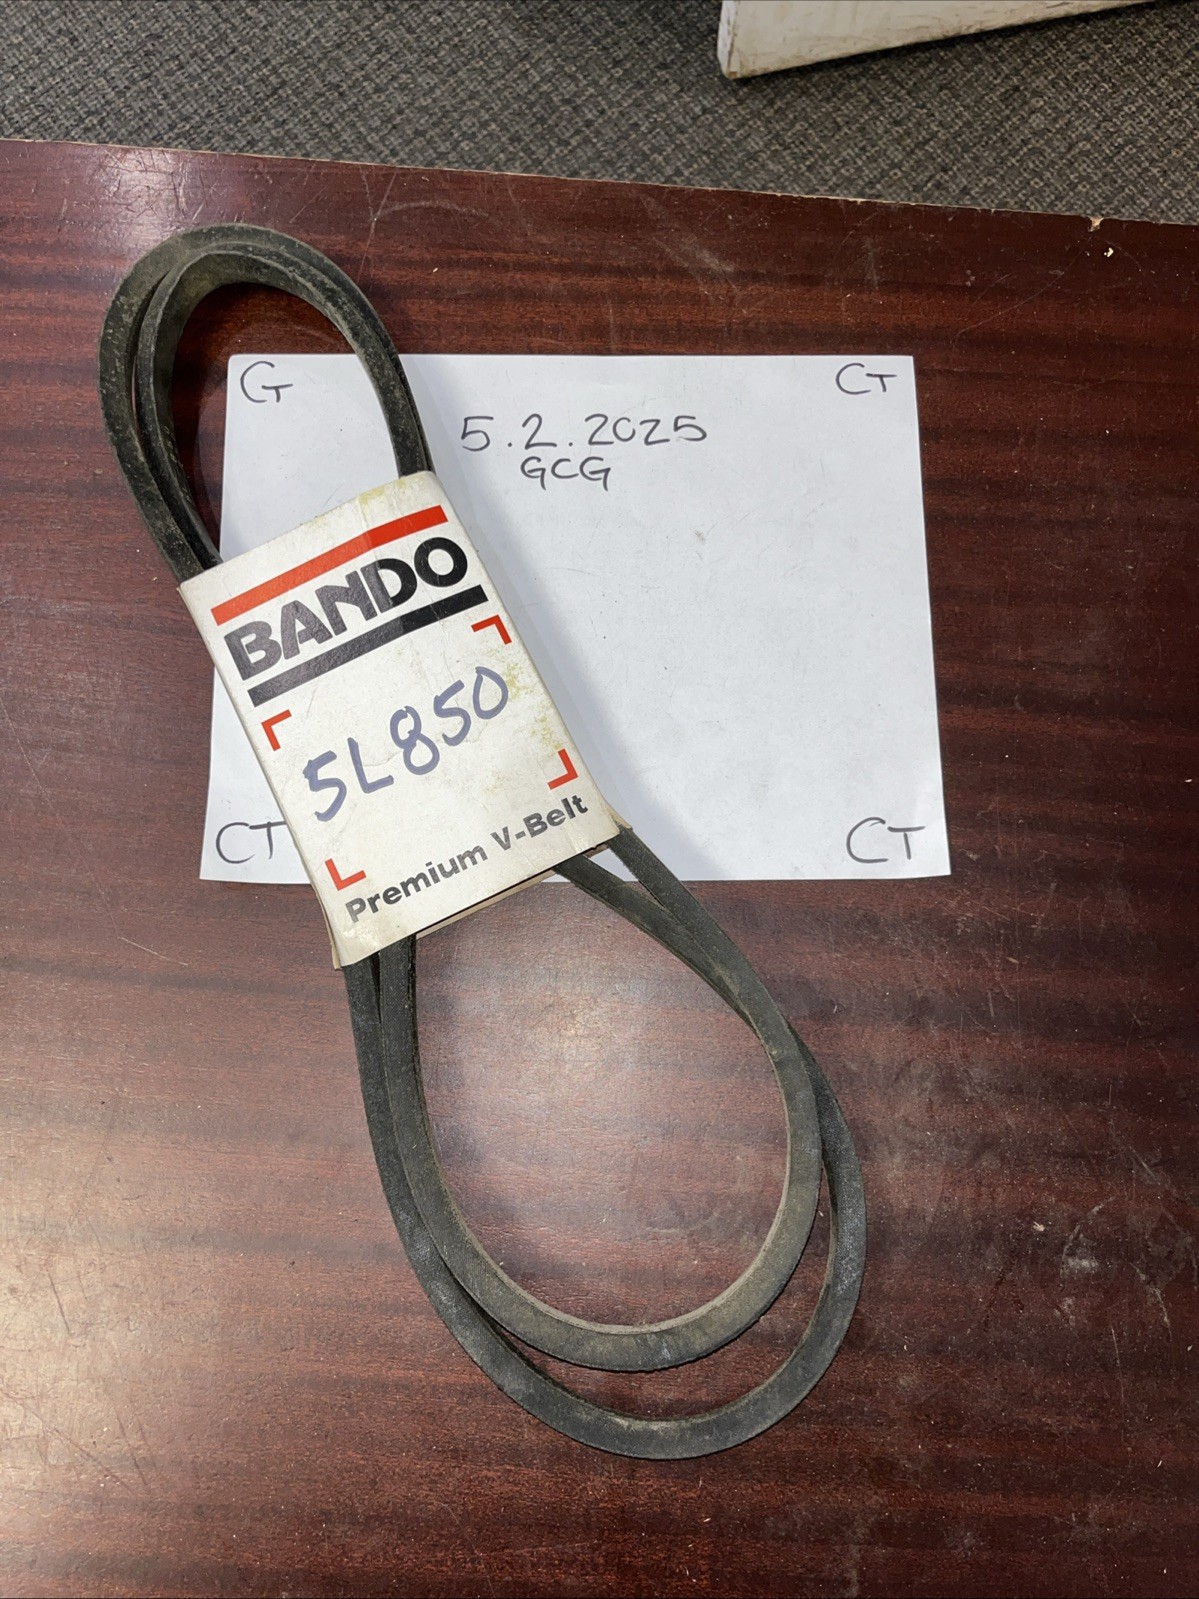 G
CT
5.2.2025
GCG
BANDO
5L850
Premium V-Belt
CT
CT